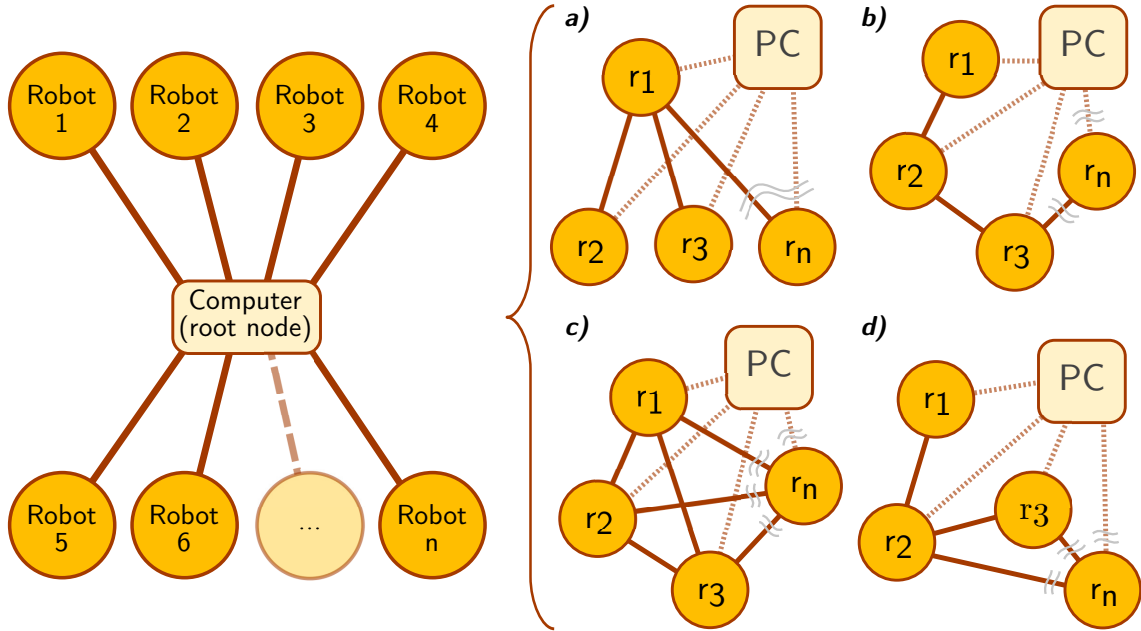 Robot
1
Robot
2
Robot
3
Robot
4
Computer
(root node)
Robot
5
Robot
6
...
Robot
n
a)
PC
r1
r2
r3
rn
b)
PC
r1
r2
r3
rn
c)
PC
r1
r2
r3
rn
d)
PC
r1
r2
r3
rn